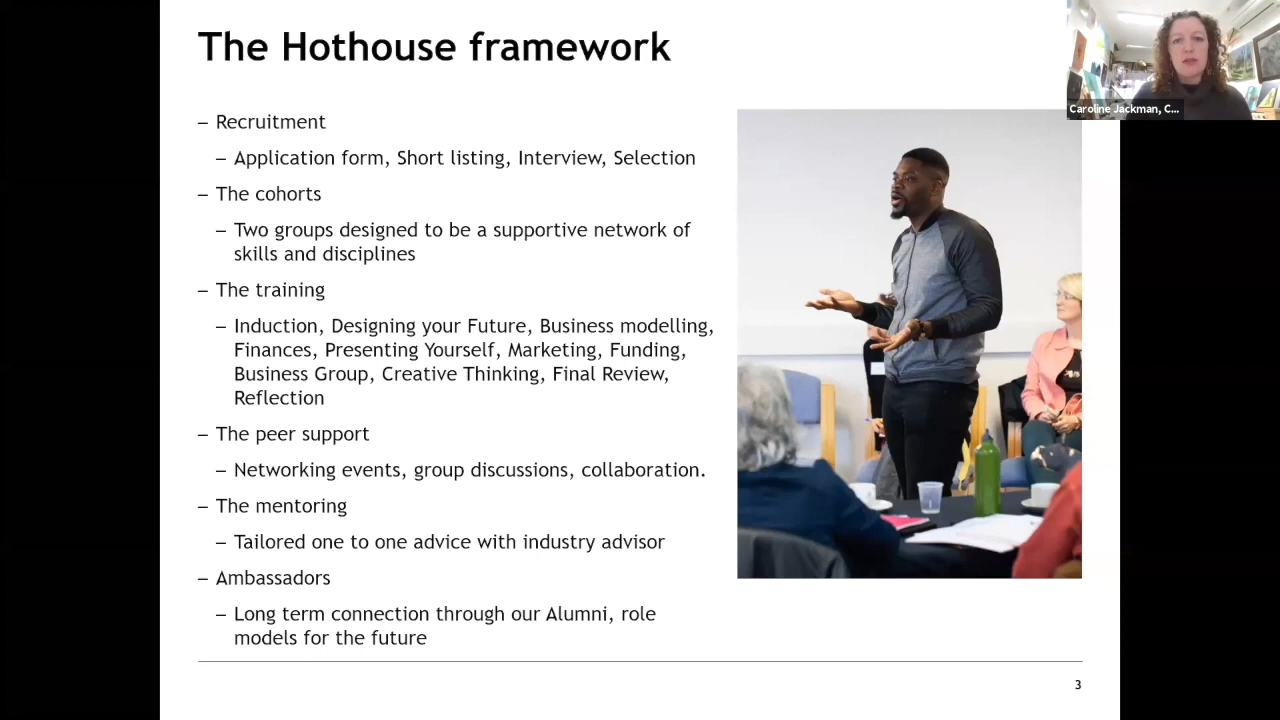 The Hothouse framework
Caroline Jackman, C...
– Recruitment
– Application form, Short listing, Interview, Selection
– The cohorts
– Two groups designed to be a supportive network of
skills and disciplines
– The training
– Induction, Designing your Future, Business modelling,
Finances, Presenting Yourself, Marketing, Funding,
Business Group, Creative Thinking, Final Review,
Reflection
– The peer support
– Networking events, group discussions, collaboration.
– The mentoring
– Tailored one to one advice with industry advisor
– Ambassadors
– Long term connection through our Alumni, role
models for the future
3